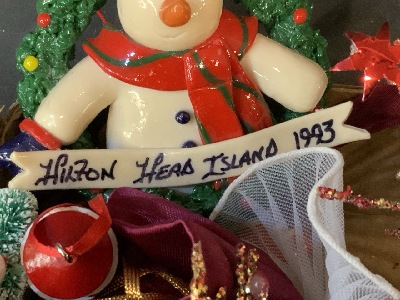 Hilton Head Island 1993